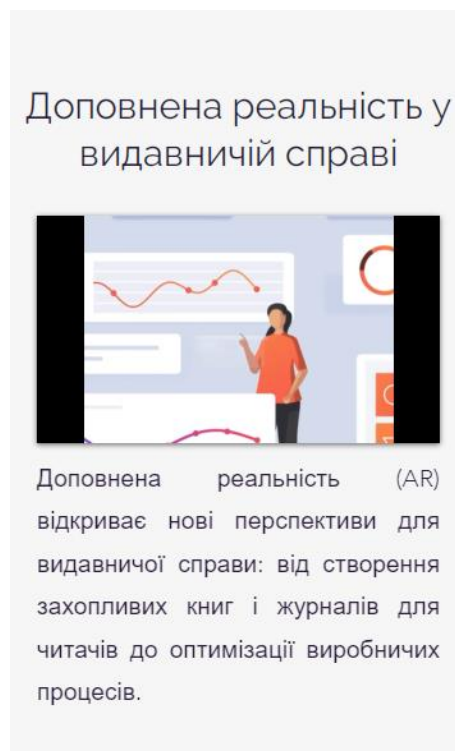 Доповнена реальність у
видавничій справі
Доповнена реальність (AR)
відкриває нові перспективи для
видавничої справи: від створення
захопливих книг і журналів для
читачів до оптимізації виробничих
процесів.